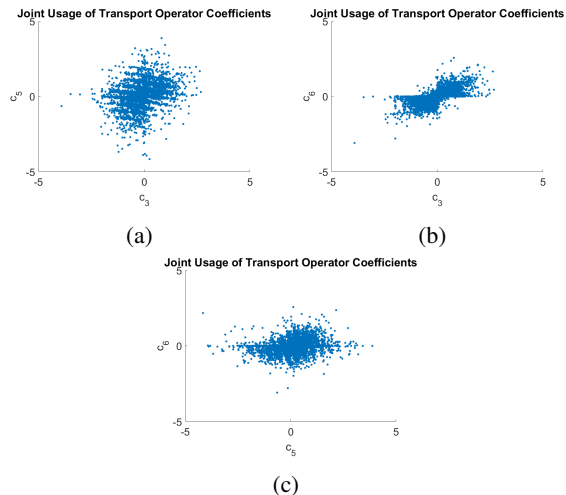 Joint Usage of Transport Operator Coefficients
5
0
-5
c5
-5
0
5
c3
(a)
Joint Usage of Transport Operator Coefficients
5
0
-5
c6
-5
0
5
c3
(b)
Joint Usage of Transport Operator Coefficients
5
0
-5
c6
-5
0
5
c5
(c)